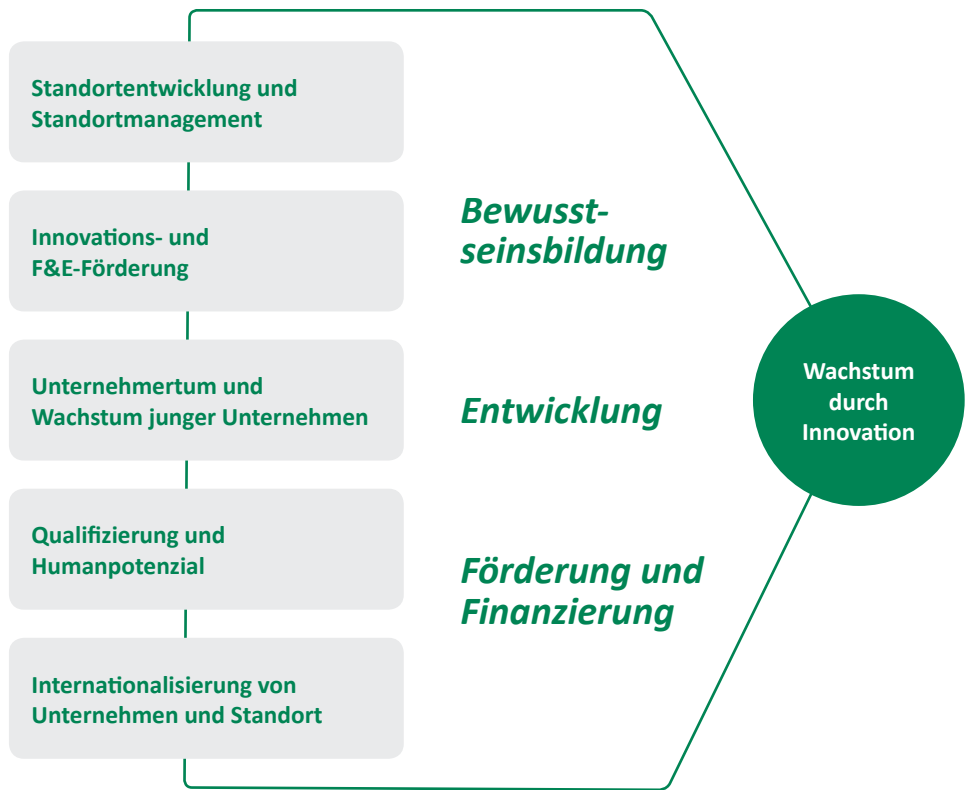 Standortentwicklung und
Standortmanagement
Innovations- und
F&E-Förderung
Unternehmertum und
Wachstum junger Unternehmen
Qualifizierung und
Humanpotenzial
Internationalisierung von
Unternehmen und Standort
Bewusst-
seinsbildung
Entwicklung
Förderung und
Finanzierung
Wachstum
durch
Innovation